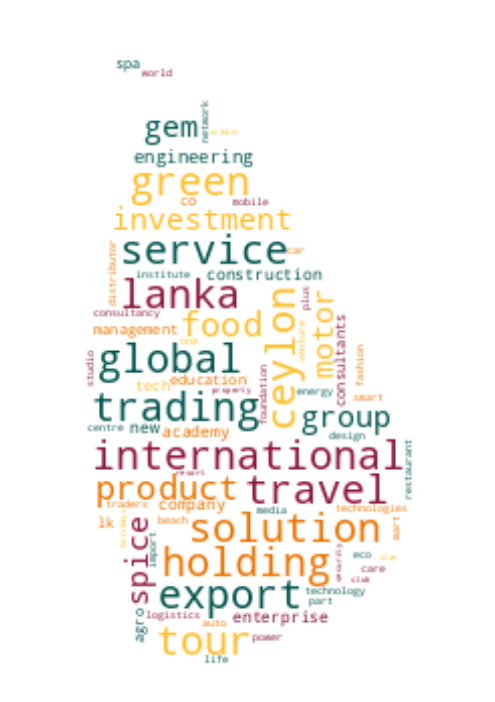 spa
world
gem
network
credit
engineering
green
co
mobile
investment
service
car
distributor
institute
construction
lanka
ceylon
plus
motor
consultancy
management
food
venture
consultants
one
global
studio
tech
education
property
foundation
energy
smart
fashion
trading
group
centre
new
academy
design
international
restaurant
resort
product
travel
traders
company
media
technologies
lk
holiday
beach
solution
mart
spice
import
holding
security
eco
star
care
club
export
technology
part
agro
logistics
auto
enterprise
tour
power
life